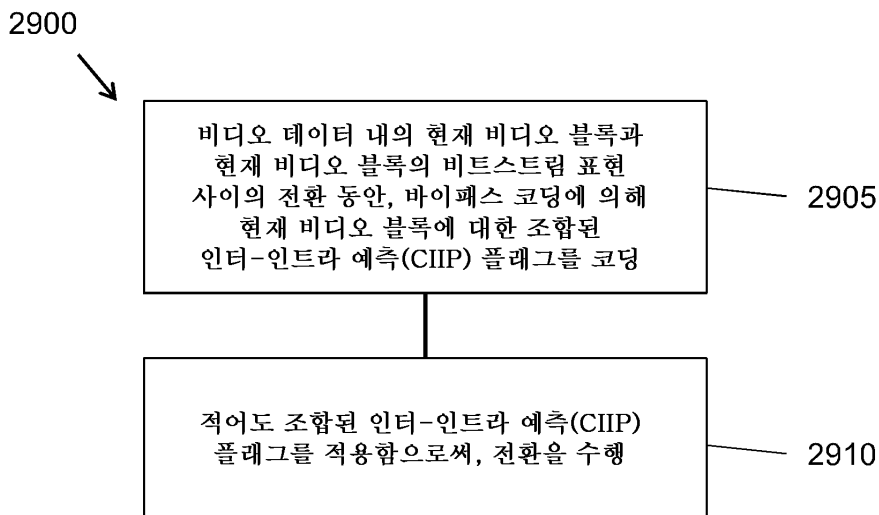 2900
비디오 데이터 내의 현재 비디오 블록과
현재 비디오 블록의 비트스트림 표현
사이의 전환 동안, 바이패스 코딩에 의해
현재 비디오 블록에 대한 조합된
인터-인트라 예측(CIIP) 플래그를 코딩
2905
적어도 조합된 인터-인트라 예측(CIIP)
플래그를 적용함으로써, 전환을 수행
2910